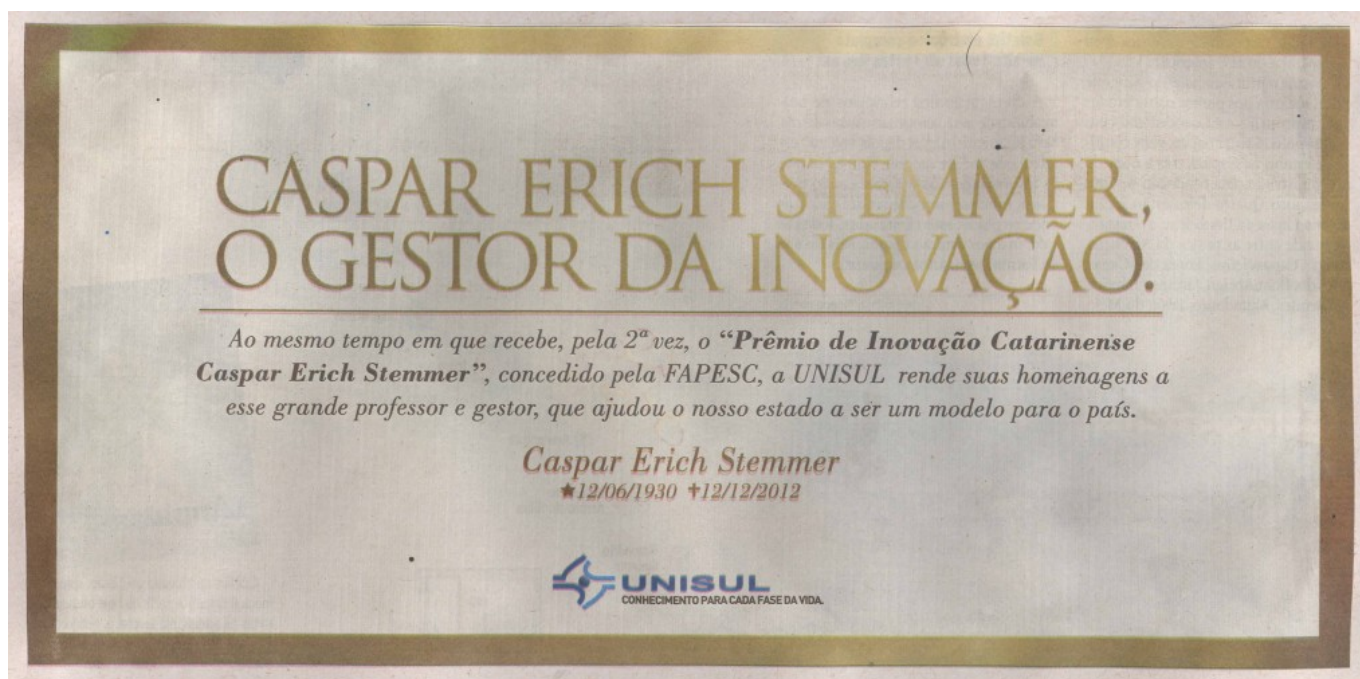 CASPAR ERICH STEMMER,
O GESTOR DA INOVAÇÃO.
Ao mesmo tempo em que recebe, pela 2ª vez, o “Prêmio de Inovação Catarinense
Caspar Erich Stemmer”, concedido pela FAPESC, a UNISUL rende suas homenagens a
esse grande professor e gestor, que ajudou o nosso estado a ser um modelo para o país.
Caspar Erich Stemmer
★12/06/1930 ✝12/12/2012
UNISUL
CONHECIMENTO PARA CADA FASE DA VIDA.